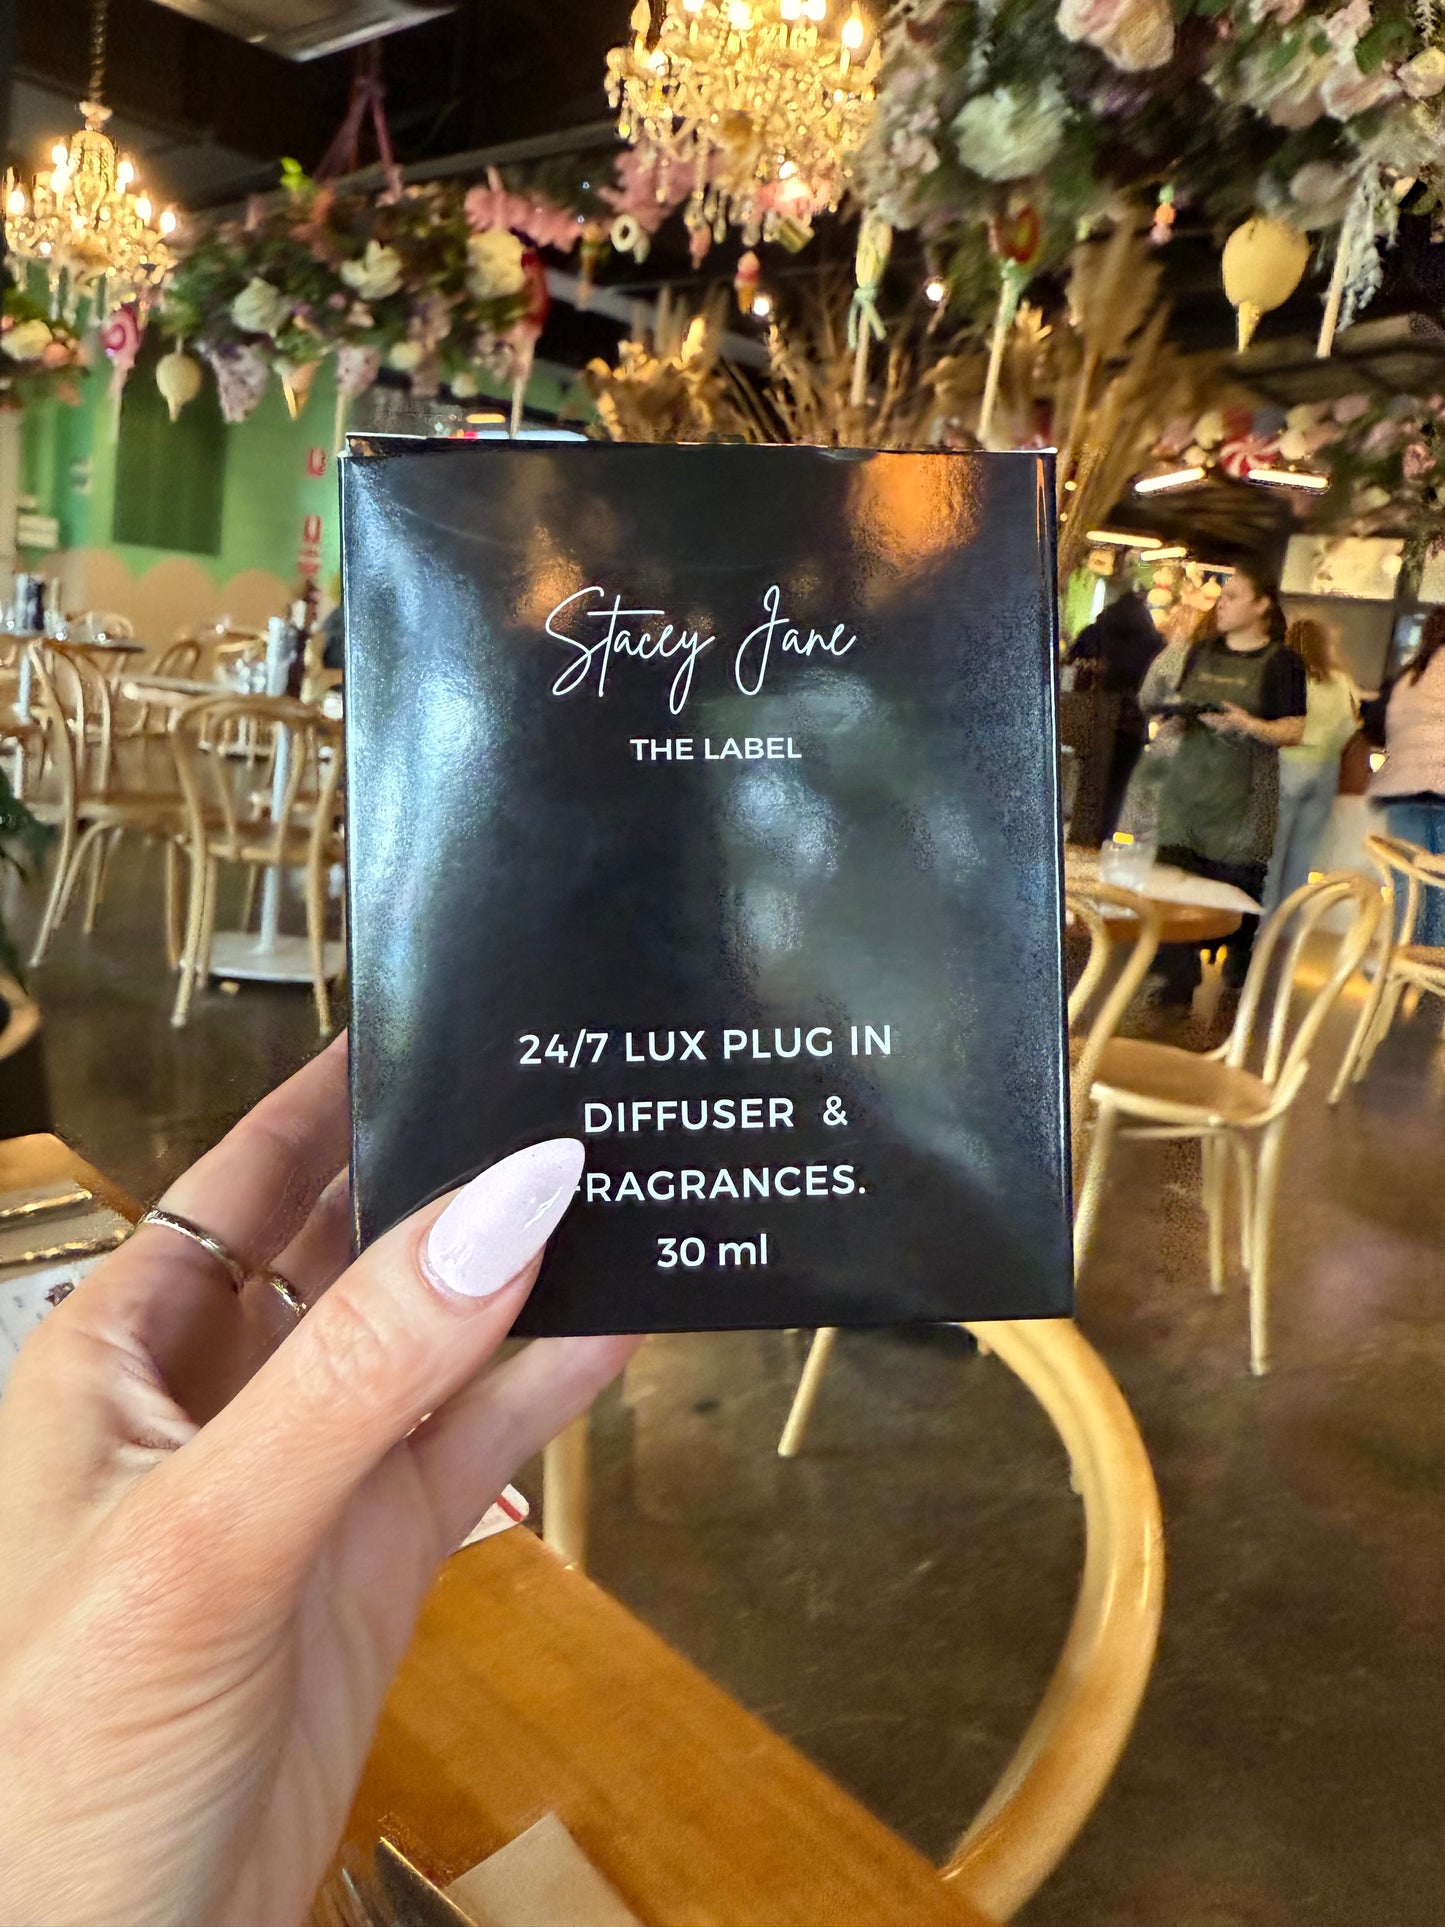 Stacey Jane
THE LABEL
24/7 LUX PLUG IN
DIFFUSER &
FRAGRANCES.
30 ml